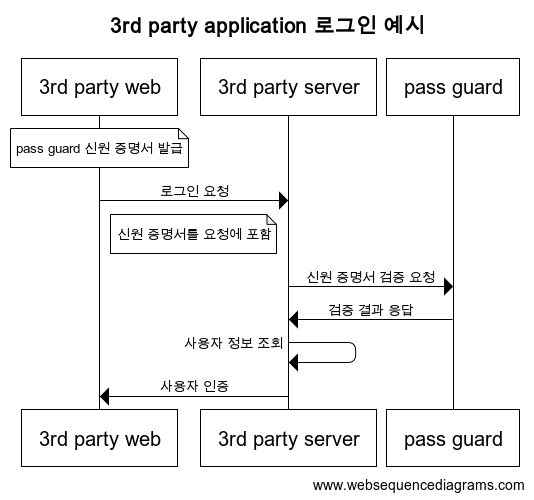 3rd party application 로그인 예시
3rd party web
3rd party server
pass guard
pass guard 신원 증명서 발급
로그인 요청
신원 증명서를 요청에 포함
신원 증명서 검증 요청
검증 결과 응답
사용자 정보 조회
사용자 인증
3rd party web
3rd party server
pass guard
www.websequencediagrams.com